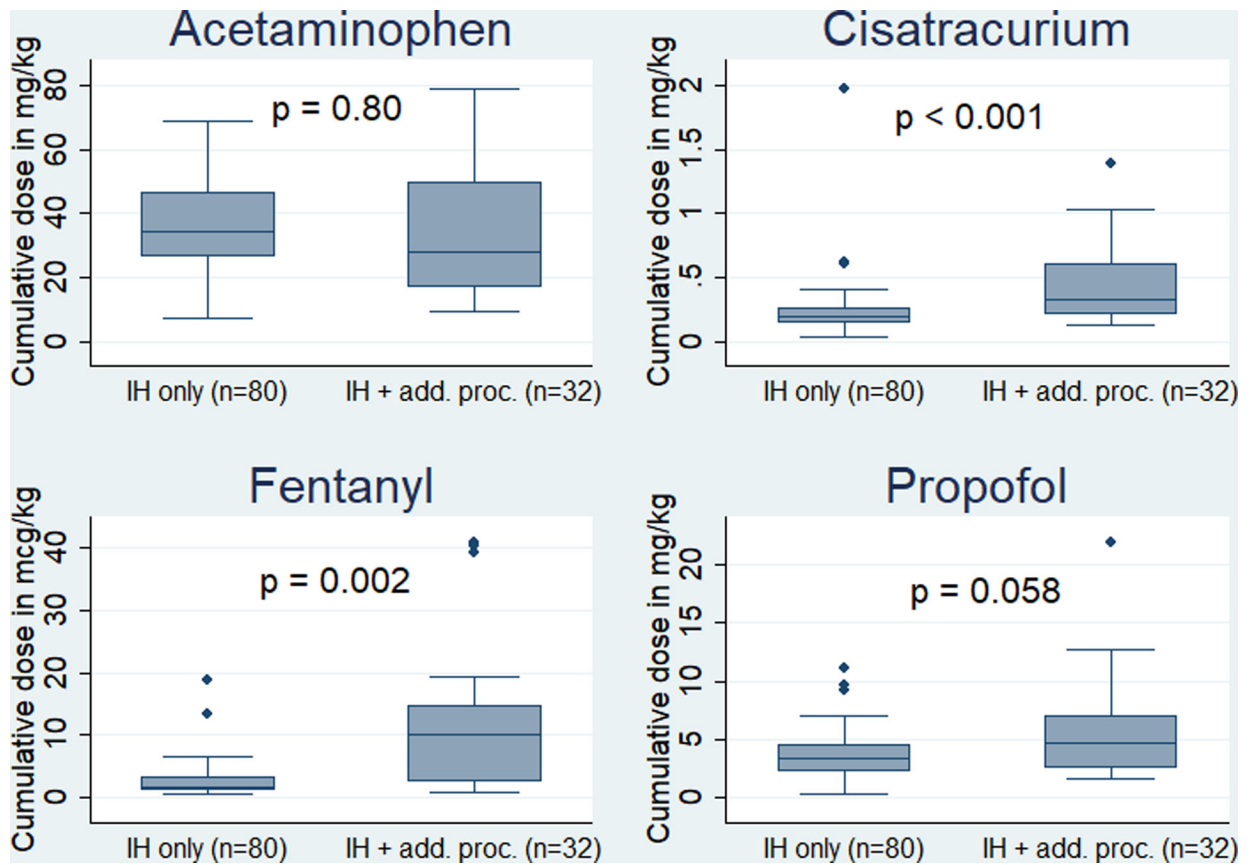 Acetaminophen
Cumulative dose in mg/kg
80
60
40
20
0
p = 0.80
IH only (n=80)
IH + add. proc. (n=32)
Cisatracurium
Cumulative dose in mg/kg
2
1.5
1
.5
0
p < 0.001
IH only (n=80)
IH + add. proc. (n=32)
Fentanyl
Cumulative dose in mcg/kg
40
30
20
10
0
p = 0.002
IH only (n=80)
IH + add. proc. (n=32)
Propofol
Cumulative dose in mg/kg
20
15
10
5
0
p = 0.058
IH only (n=80)
IH + add. proc. (n=32)